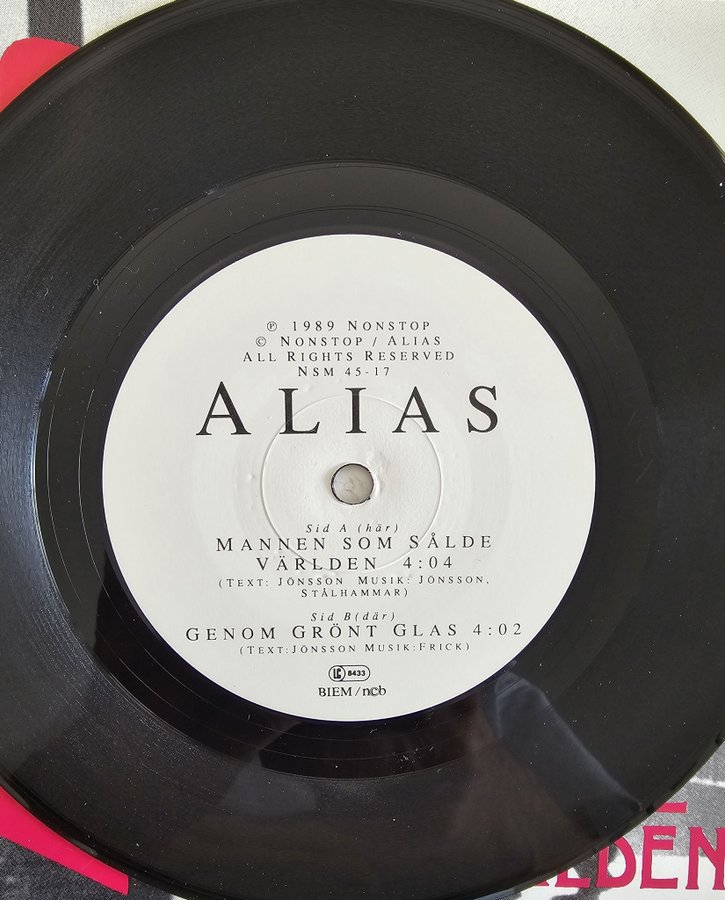 ℗ 1989 NONSTOP
© NONSTOP / ALIAS
ALL RIGHTS RESERVED
NSM 45-17
ALIAS
Sid A (här)
MANNEN SOM SÅLDE
VÄRLDEN 4:04
(TEXT: JÖNSSON MUSIK: JÖNSSON,
STÅLHAMMAR)
Sid B (där)
GENOM GRÖNT GLAS 4:02
(TEXT:JÖNSSON MUSIK:FRICK)
LC 8433
BIEM / n©b
LDEN